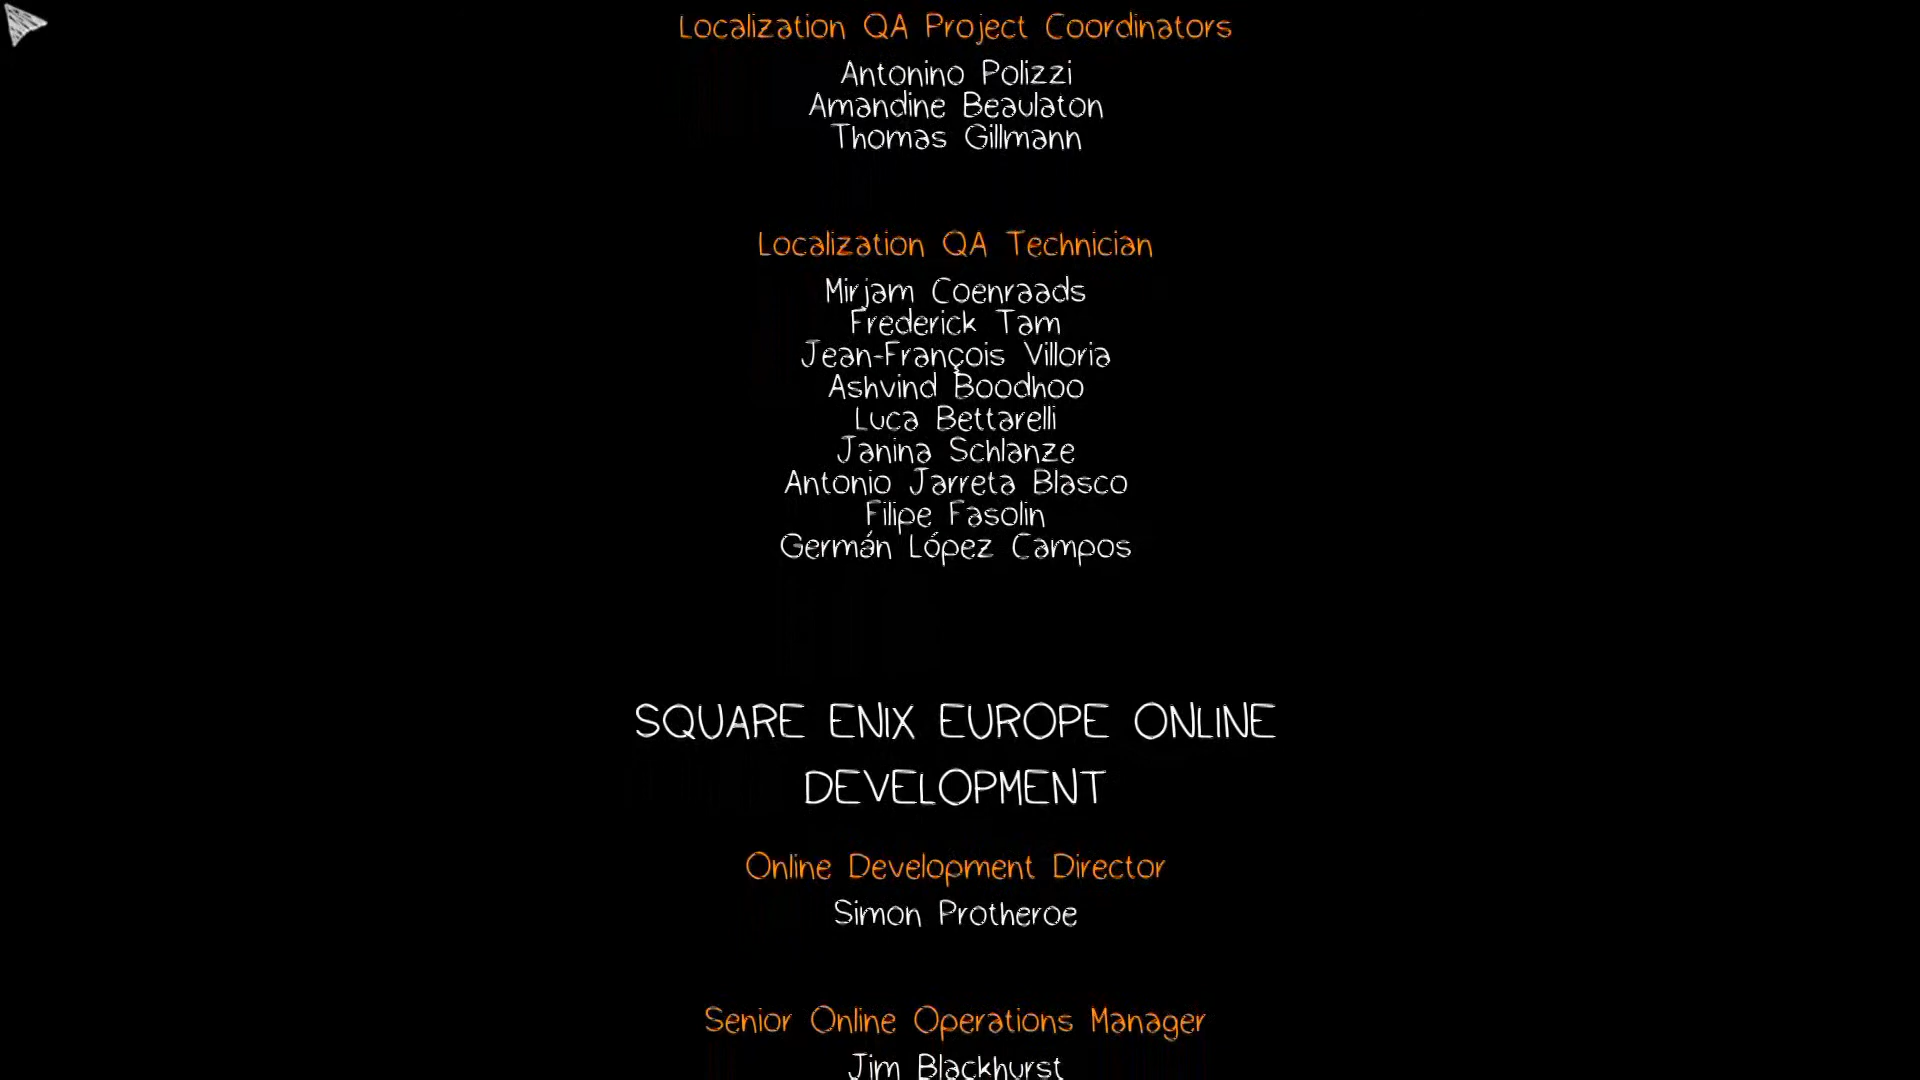 Localization QA Project Coordinators
Antonino Polizzi
Amandine Beaulaton
Thomas Gillmann
Localization QA Technician
Mirjam Coenraads
Frederick Tam
Jean-François Villoria
Ashvind Boodhoo
Luca Bettarelli
Janina Schlanze
Antonio Jarreta Blasco
Filipe Fasolin
Germán López Campos
SQUARE ENIX EUROPE ONLINE
DEVELOPMENT
Online Development Director
Simon Protheroe
Senior Online Operations Manager
Jim Blackhurst